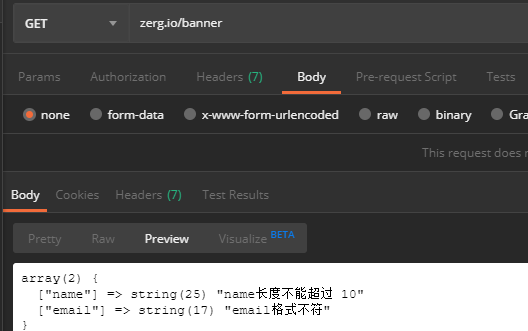 GET zerg.io/banner
Params Authorization Headers (7) Body Pre-request Script Tests
none form-data x-www-form-urlencoded raw binary Gra
This request does n
Body Cookies Headers (7) Test Results
Pretty Raw Preview Visualize BETA
array(2) {
["name"] => string(25) "name长度不能超过 10"
["email"] => string(17) "email格式不符"
}